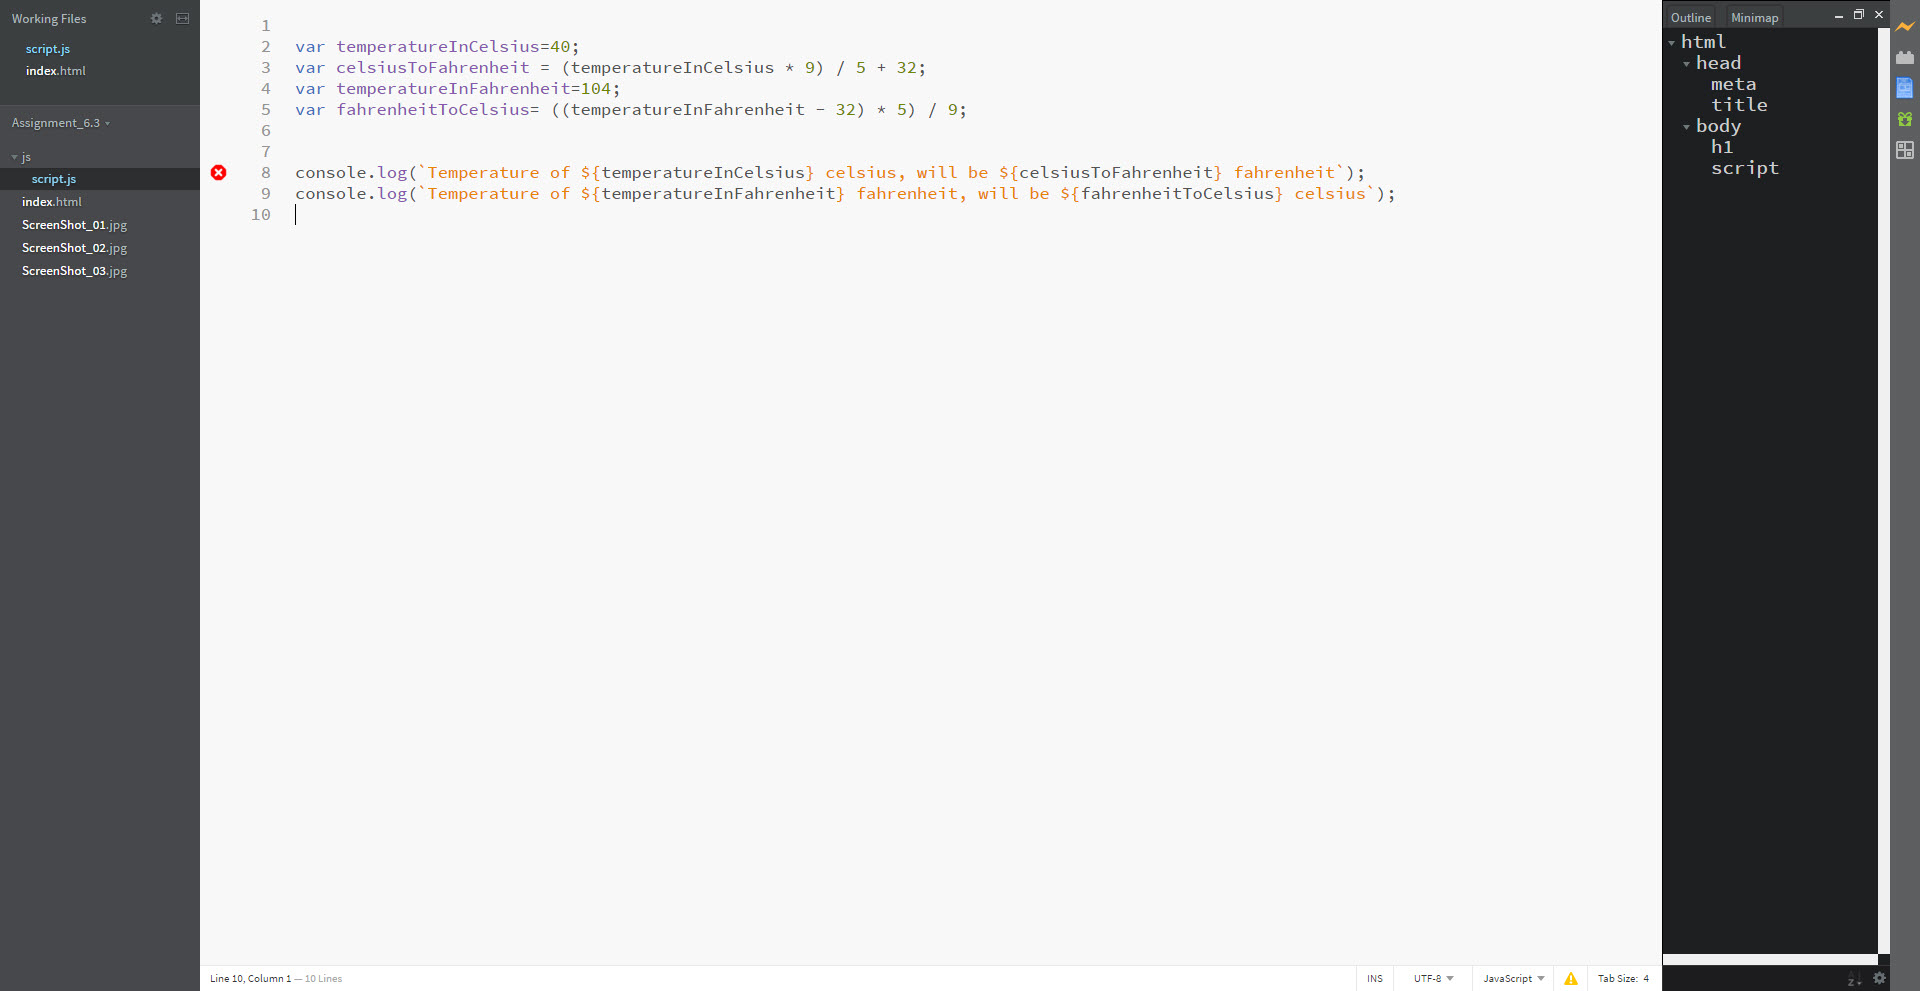 Working Files
script.js
index.html
Assignment_6.3
js
script.js
index.html
ScreenShot_01.jpg
ScreenShot_02.jpg
ScreenShot_03.jpg
1
2 var temperatureInCelsius=40;
3 var celsiusToFahrenheit = (temperatureInCelsius * 9) / 5 + 32;
4 var temperatureInFahrenheit=104;
5 var fahrenheitToCelsius= ((temperatureInFahrenheit - 32) * 5) / 9;
6
7
8 console.log(`Temperature of ${temperatureInCelsius} celsius, will be ${celsiusToFahrenheit} fahrenheit`);
9 console.log(`Temperature of ${temperatureInFahrenheit} fahrenheit, will be ${fahrenheitToCelsius} celsius`);
10
Line 10, Column 1 — 10 Lines
INS UTF-8 JavaScript Tab Size: 4
Outline Minimap
html
head
meta
title
body
h1
script